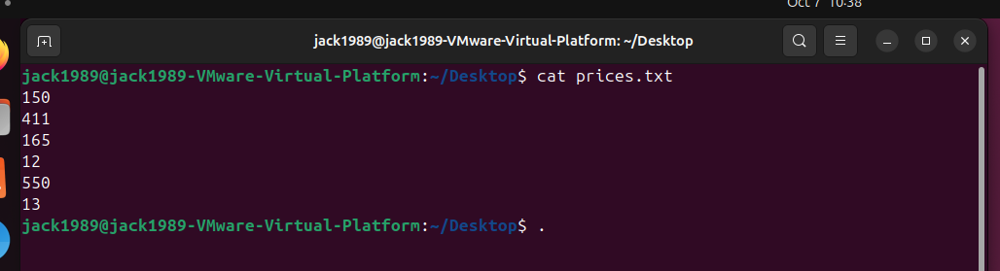 Oct 7 10:38
jack1989@jack1989-VMware-Virtual-Platform: ~/Desktop
jack1989@jack1989-VMware-Virtual-Platform:~/Desktop$ cat prices.txt
150
411
165
12
550
13
jack1989@jack1989-VMware-Virtual-Platform:~/Desktop$ .